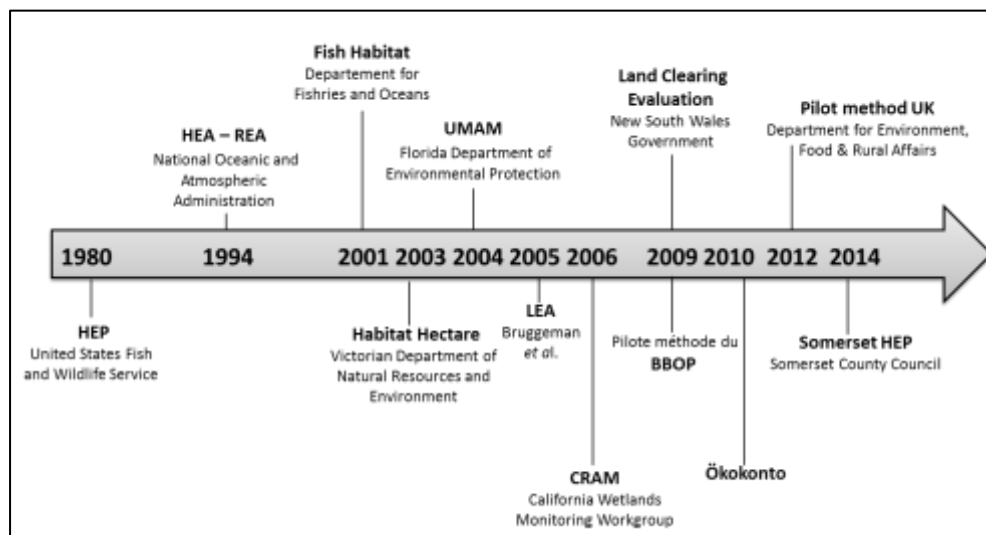 Fish Habitat
Departement for
Fishries and Oceans
HEA – REA
National Oceanic and
Atmospheric
Administration
UMAM
Florida Department of
Environmental Protection
Land Clearing
Evaluation
New South Wales
Government
Pilot method UK
Department for Environment,
Food & Rural Affairs
1980 1994 2001 2003 2004 2005 2006 2009 2010 2012 2014
HEP
United States Fish
and Wildlife Service
Habitat Hectare
Victorian Department of
Natural Resources and
Environment
LEA
Bruggeman
et al.
CRAM
California Wetlands
Monitoring Workgroup
Pilote méthode du
BBOP
Ökokonto
Somerset HEP
Somerset County Council